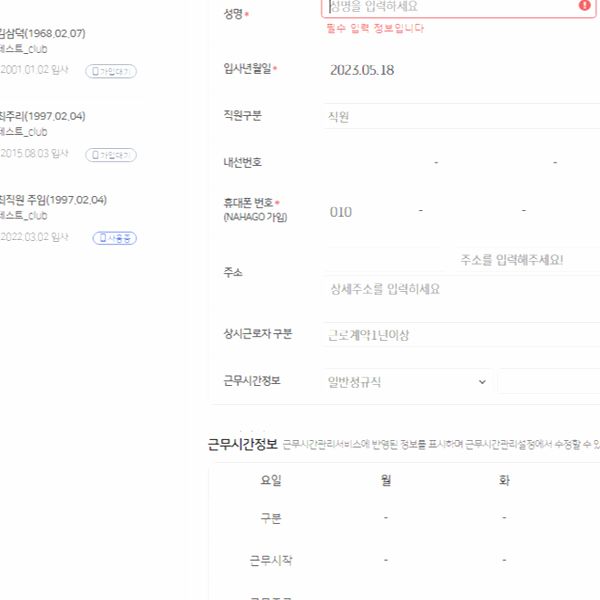 김삼덕(1968.02.07)
테스트_club
2001.01.02 입사 가입대기
최주리(1997.02.04)
테스트_club
2015.08.03 입사 가입대기
최직원 주임(1997.02.04)
테스트_club
2022.03.02 입사 사용중
성명* 성명을 입력하세요
필수 입력 정보입니다
입사년월일* 2023.05.18
직원구분 직원
내선번호 - -
휴대폰 번호* 010 - -
(NAHAGO 가입)
주소 주소를 입력해주세요!
상세주소를 입력하세요
상시근로자 구분 근로계약1년이상
근무시간정보 일반정규식
근무시간정보 근무시간관리서비스에 반영된 정보를 표시하며 근무시간관리설정에서 수정할 수
요일 월 화
구분 - -
근무시작 - -